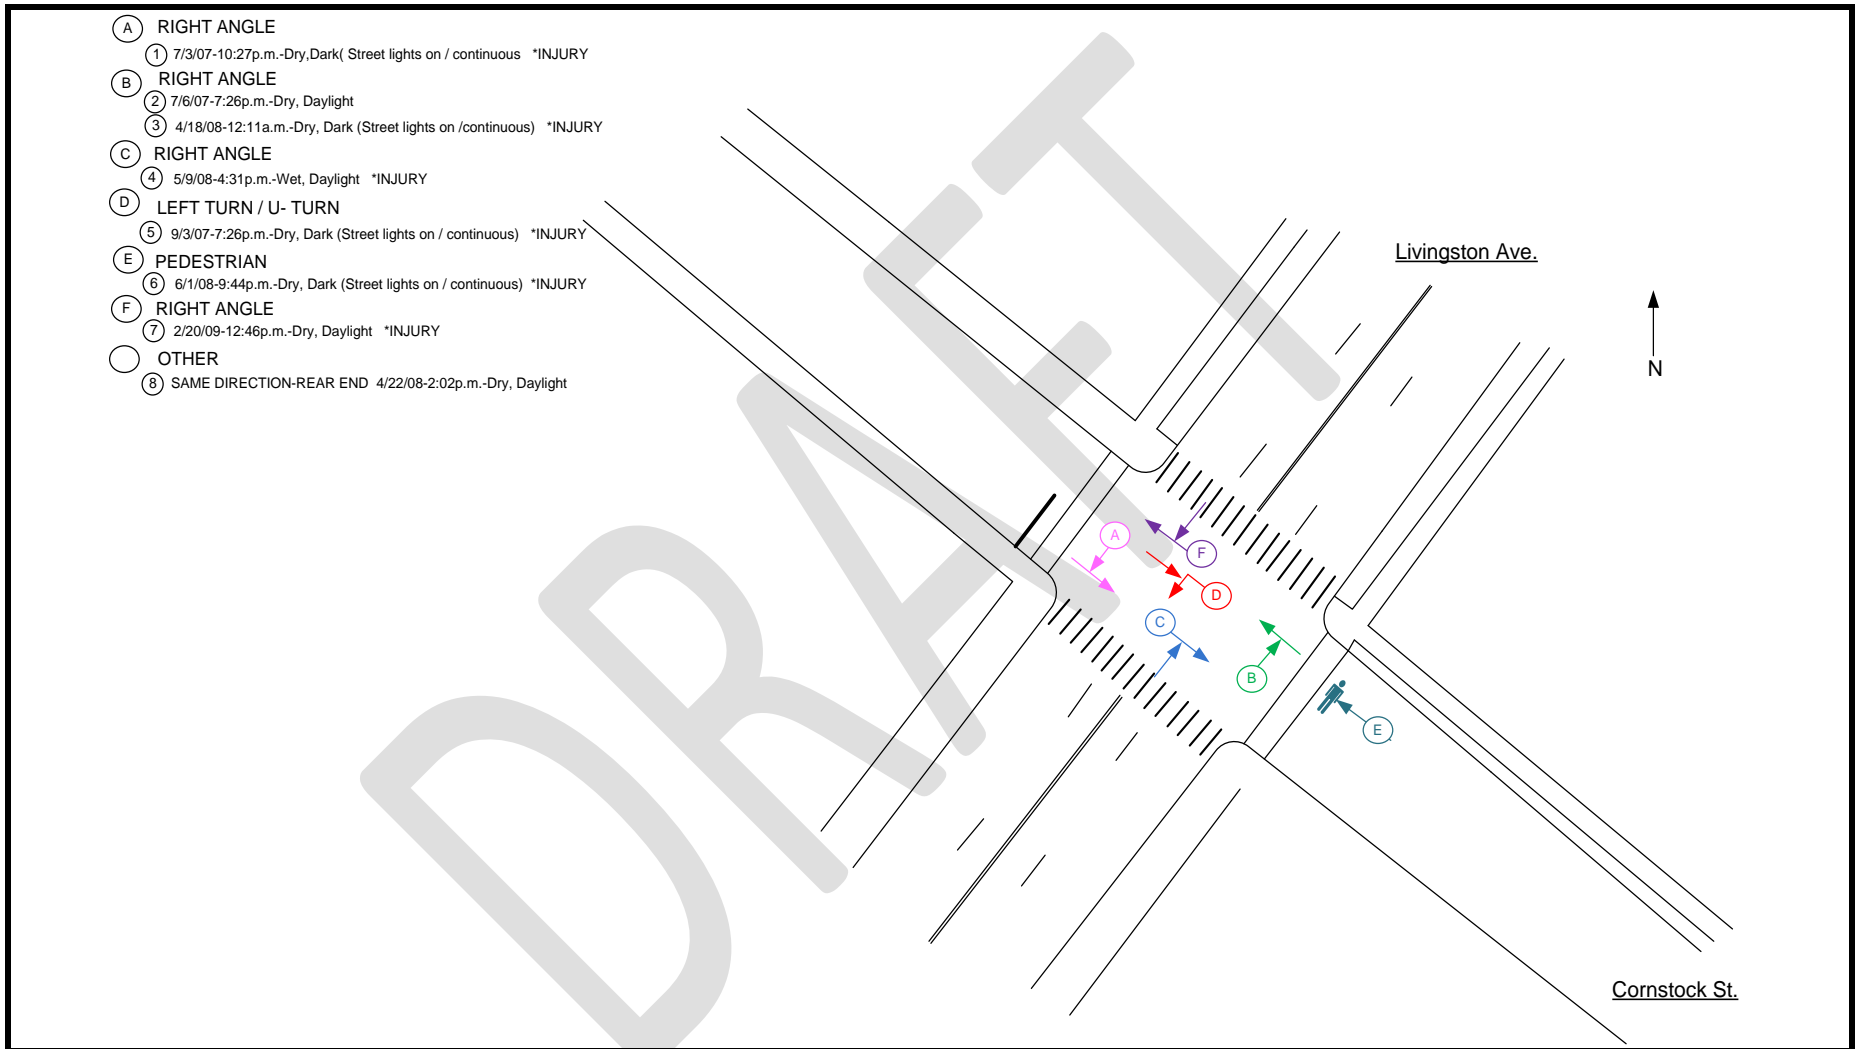 A RIGHT ANGLE
1 7/3/07-10:27p.m.-Dry,Dark( Street lights on / continuous *INJURY
B RIGHT ANGLE
2 7/6/07-7:26p.m.-Dry, Daylight
3 4/18/08-12:11a.m.-Dry, Dark (Street lights on /continuous) *INJURY
C RIGHT ANGLE
4 5/9/08-4:31p.m.-Wet, Daylight *INJURY
D LEFT TURN / U- TURN
5 9/3/07-7:26p.m.-Dry, Dark (Street lights on / continuous) *INJURY
E PEDESTRIAN
6 6/1/08-9:44p.m.-Dry, Dark (Street lights on / continuous) *INJURY
F RIGHT ANGLE
7 2/20/09-12:46p.m.-Dry, Daylight *INJURY
OTHER
8 SAME DIRECTION-REAR END 4/22/08-2:02p.m.-Dry, Daylight
Livingston Ave.
N
A
F
D
C
B
E
Cornstock St.
DRAFT